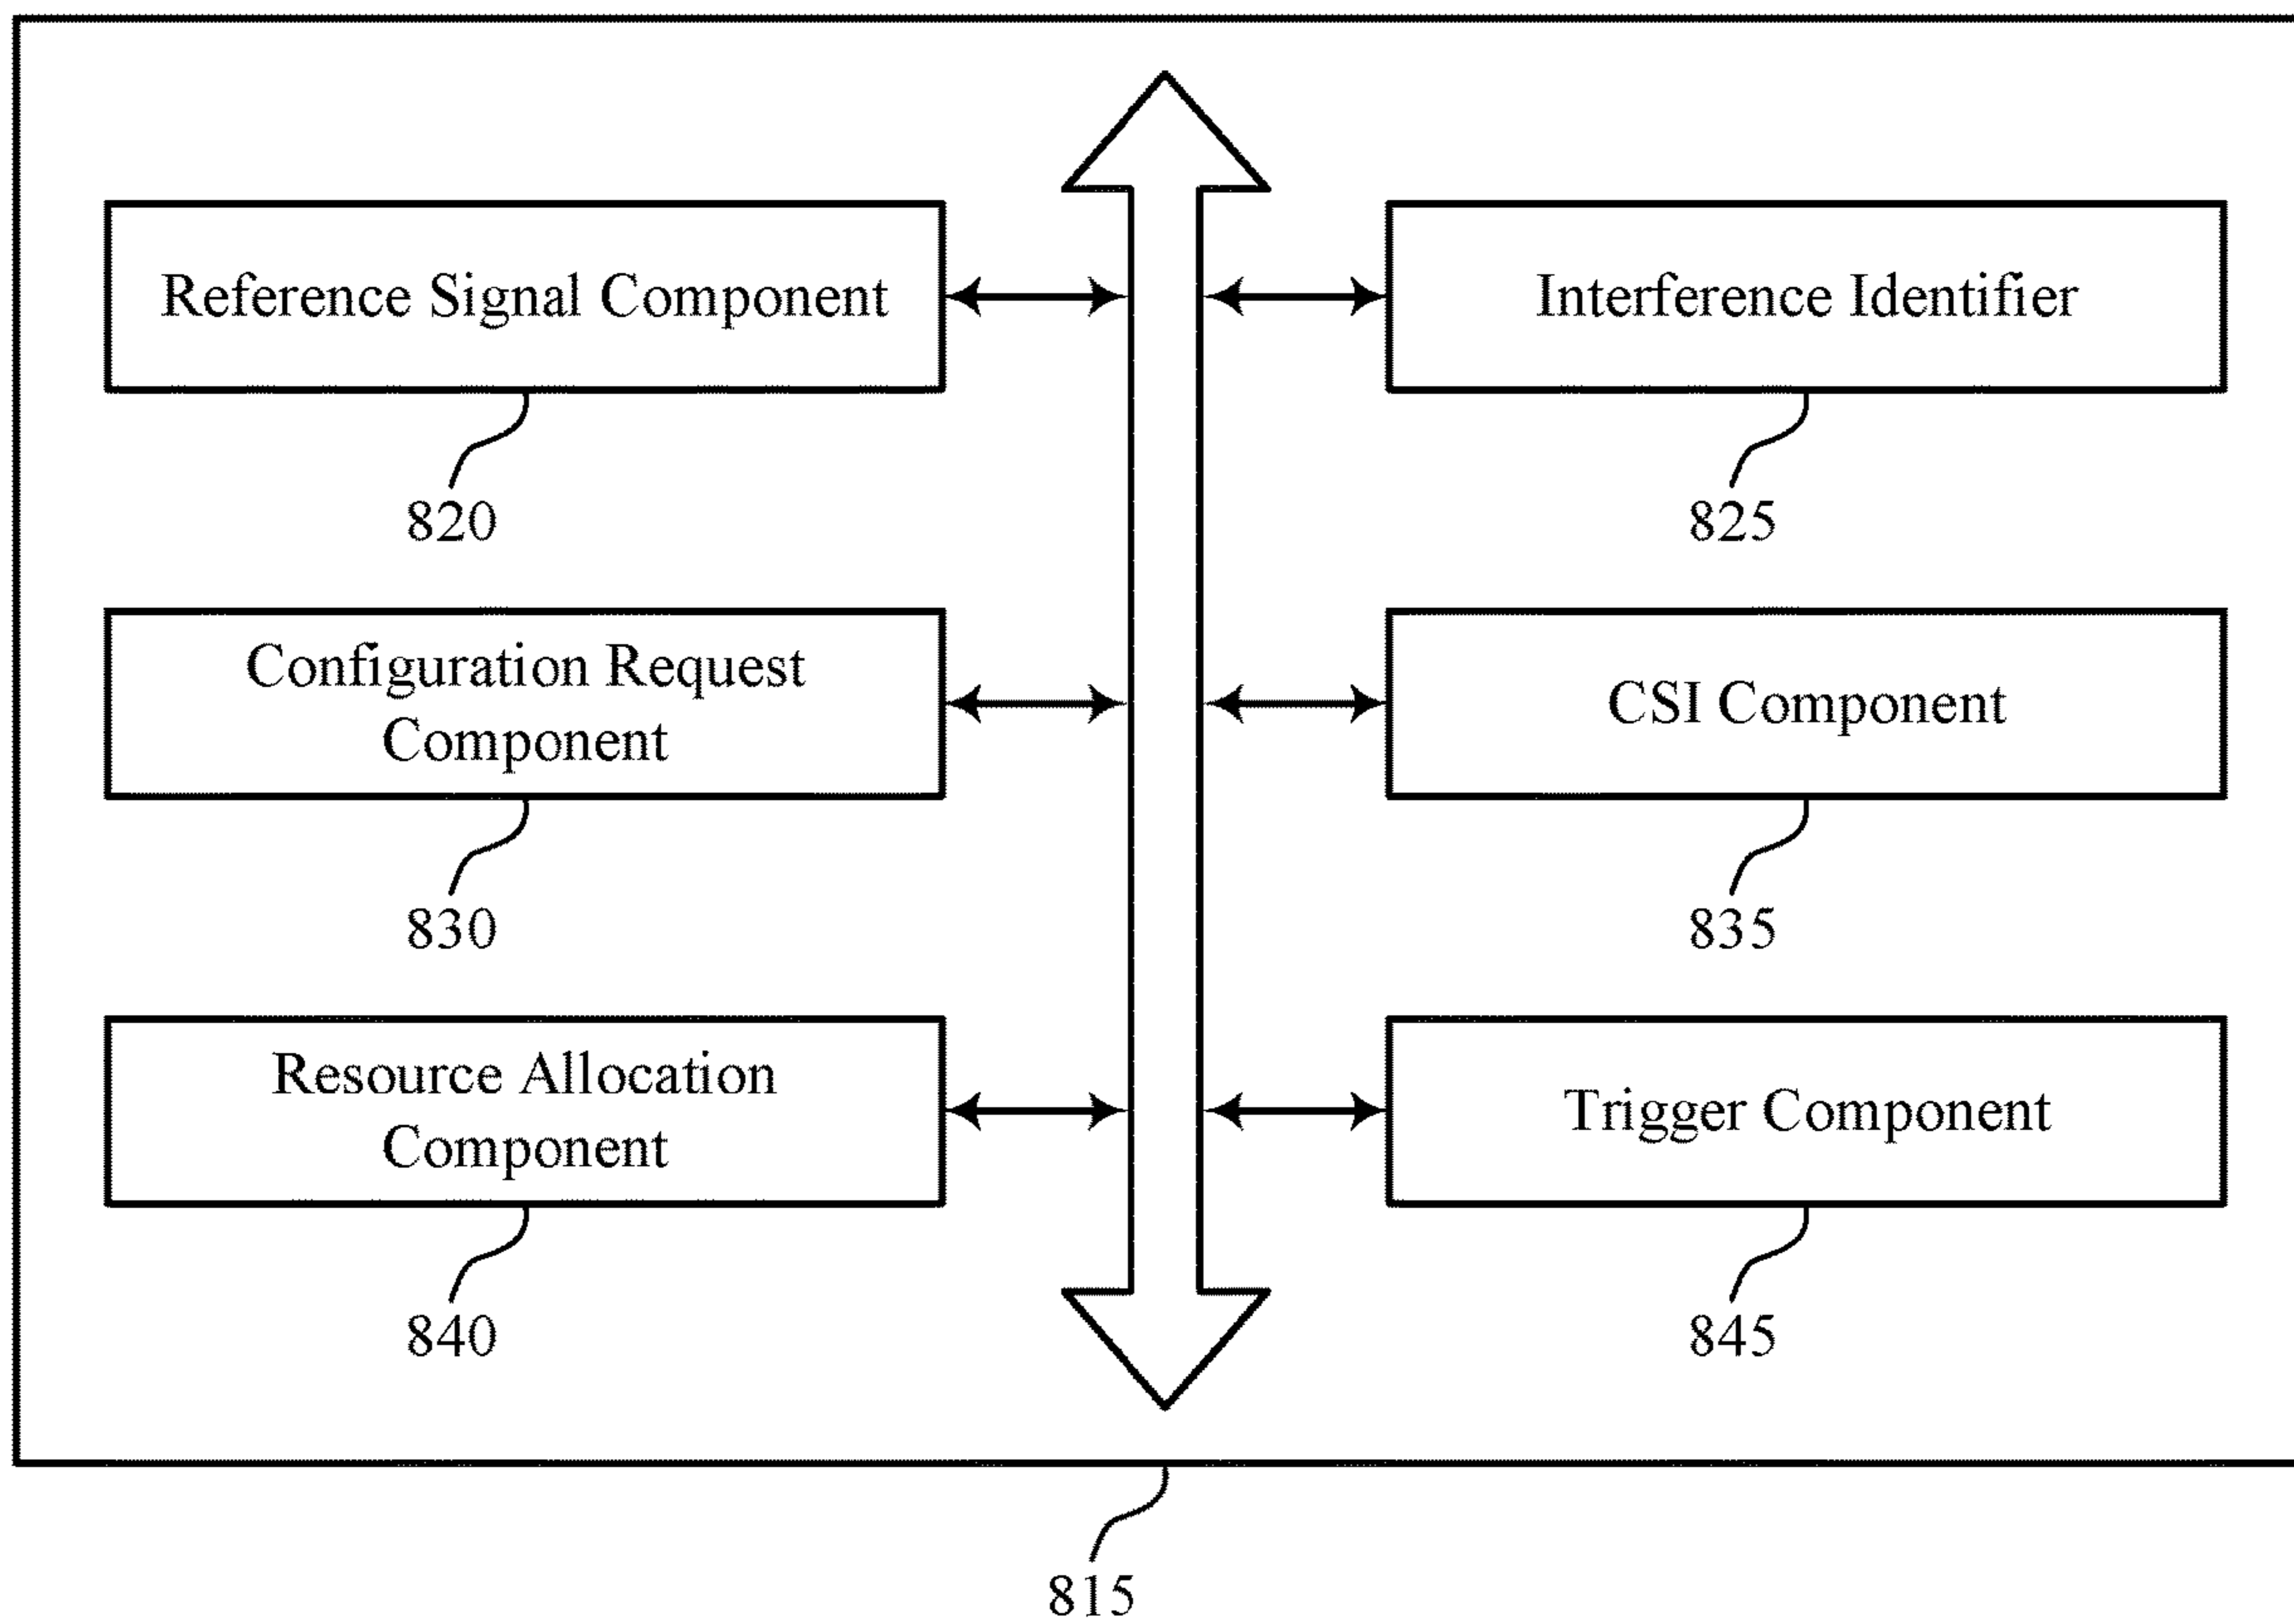 Reference Signal Component
Interference Identifier
820
825
Configuration Request
Component
CSI Component
830
835
Resource Allocation
Component
Trigger Component
840
845
815